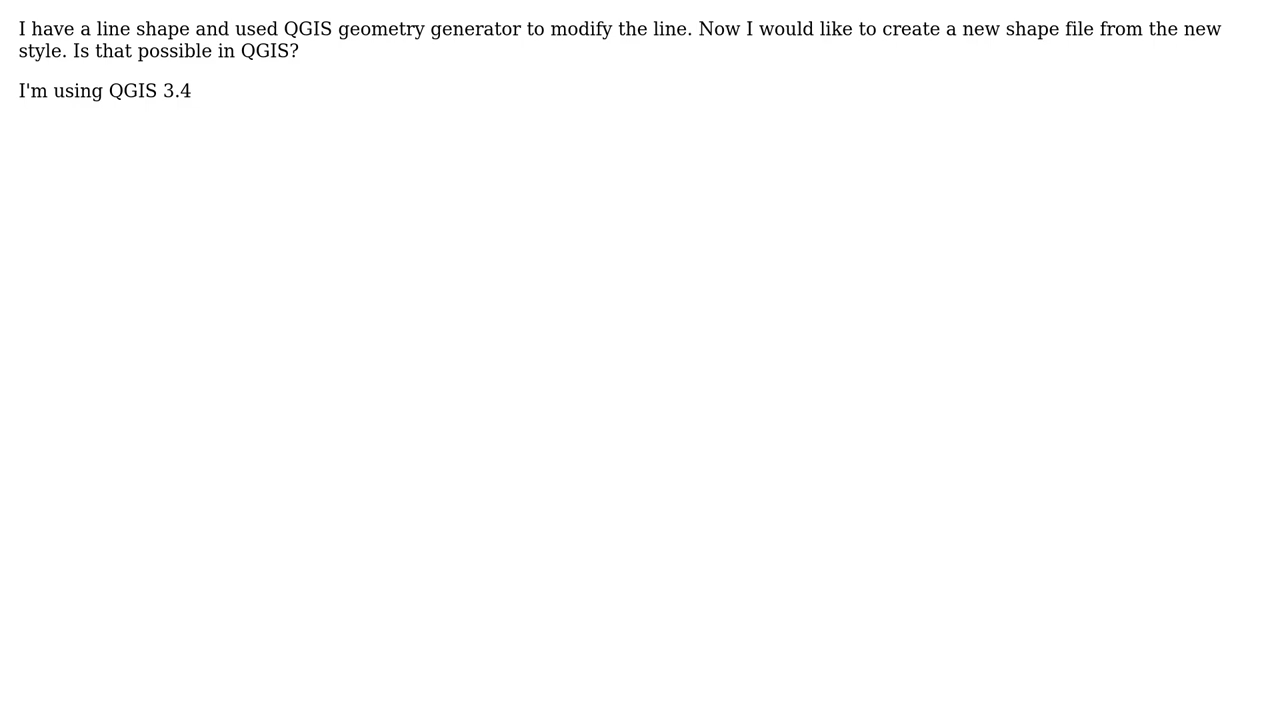 I have a line shape and used QGIS geometry generator to modify the line. Now I would like to create a new shape file from the new
style. Is that possible in QGIS?
I'm using QGIS 3.4